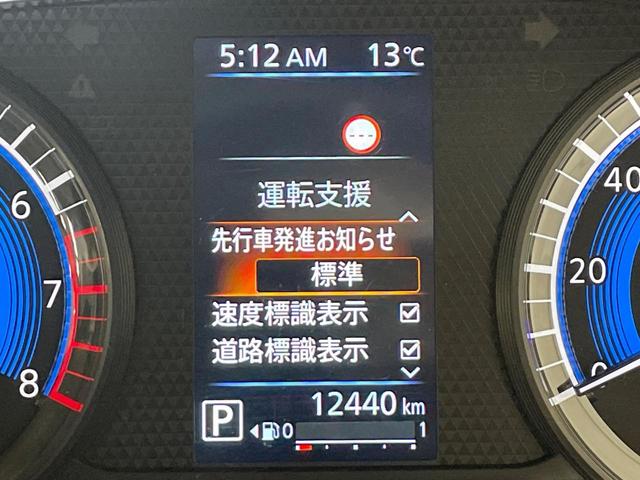 5:12 AM 13℃
---
運転支援
先行車発進お知らせ
標準
速度標識表示
道路標識表示
12440 km
P 0 1
6
7
8
40
20
0